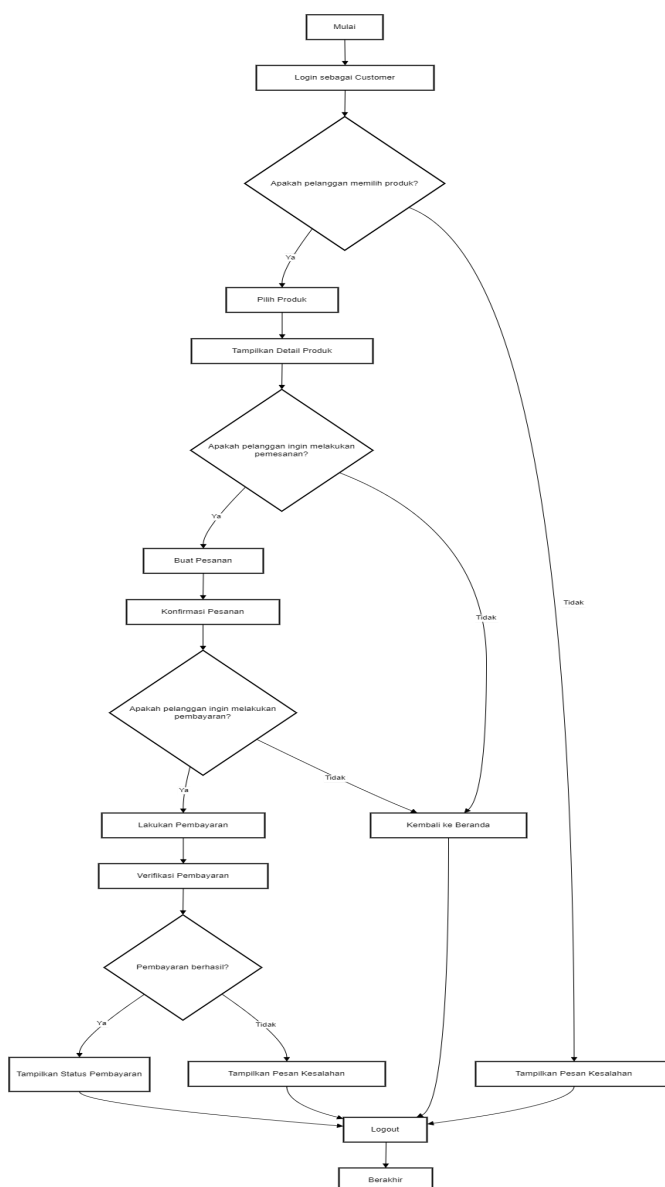 Mulai
Login sebagai Customer
Apakah pelanggan memilih produk?
Ya
Pilih Produk
Tampilkan Detail Produk
Apakah pelanggan ingin melakukan
pemesanan?
Ya
Buat Pesanan
Tidak
Konfirmasi Pesanan
Tidak
Apakah pelanggan ingin melakukan
pembayaran?
Tidak
Ya
Lakukan Pembayaran
Kembali ke Beranda
Verifikasi Pembayaran
Pembayaran berhasil?
Ya
Tidak
Tampilkan Status Pembayaran
Tampilkan Pesan Kesalahan
Tampilkan Pesan Kesalahan
Logout
Berakhir